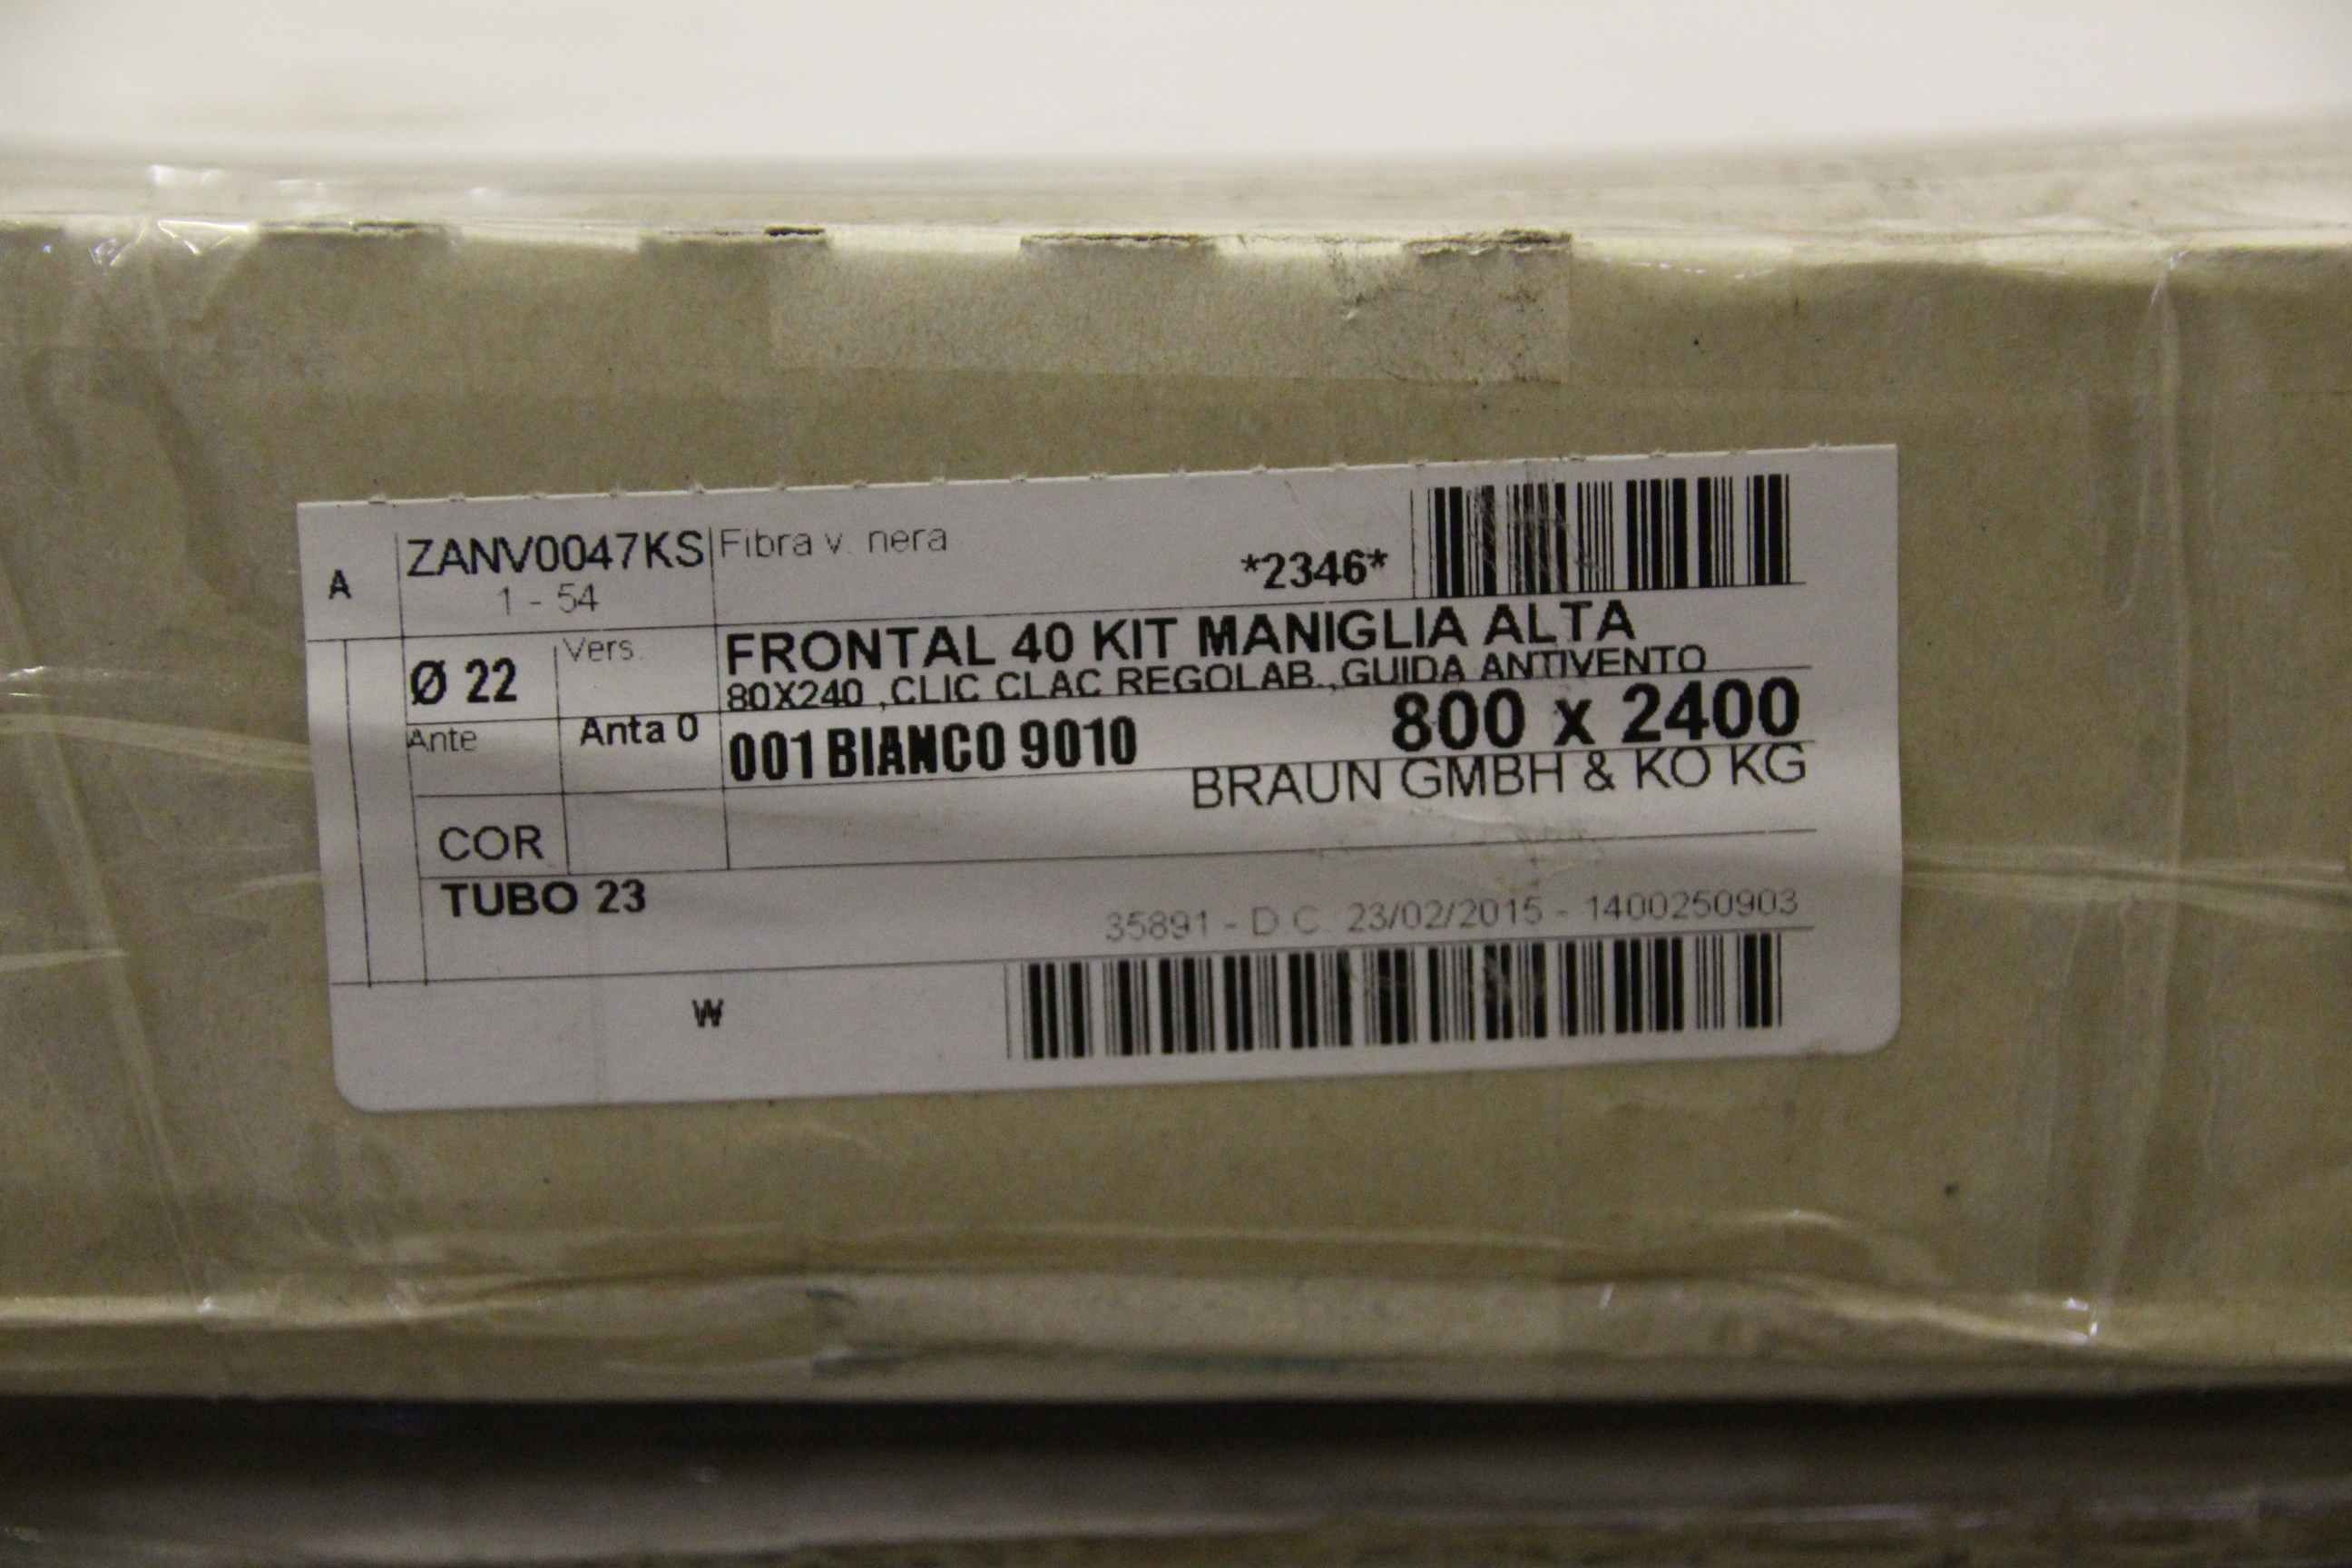 A
ZANV0047KS
1 - 54
Fibra v. nera
*2346*
Ø 22
Vers.
FRONTAL 40 KIT MANIGLIA ALTA
80X240 ,CLIC CLAC REGOLAB.,GUIDA ANTIVENTO
Ante
Anta 0
001 BIANCO 9010
800 x 2400
BRAUN GMBH & KO KG
COR
TUBO 23
35891 - D.C. 23/02/2015 - 1400250903
W